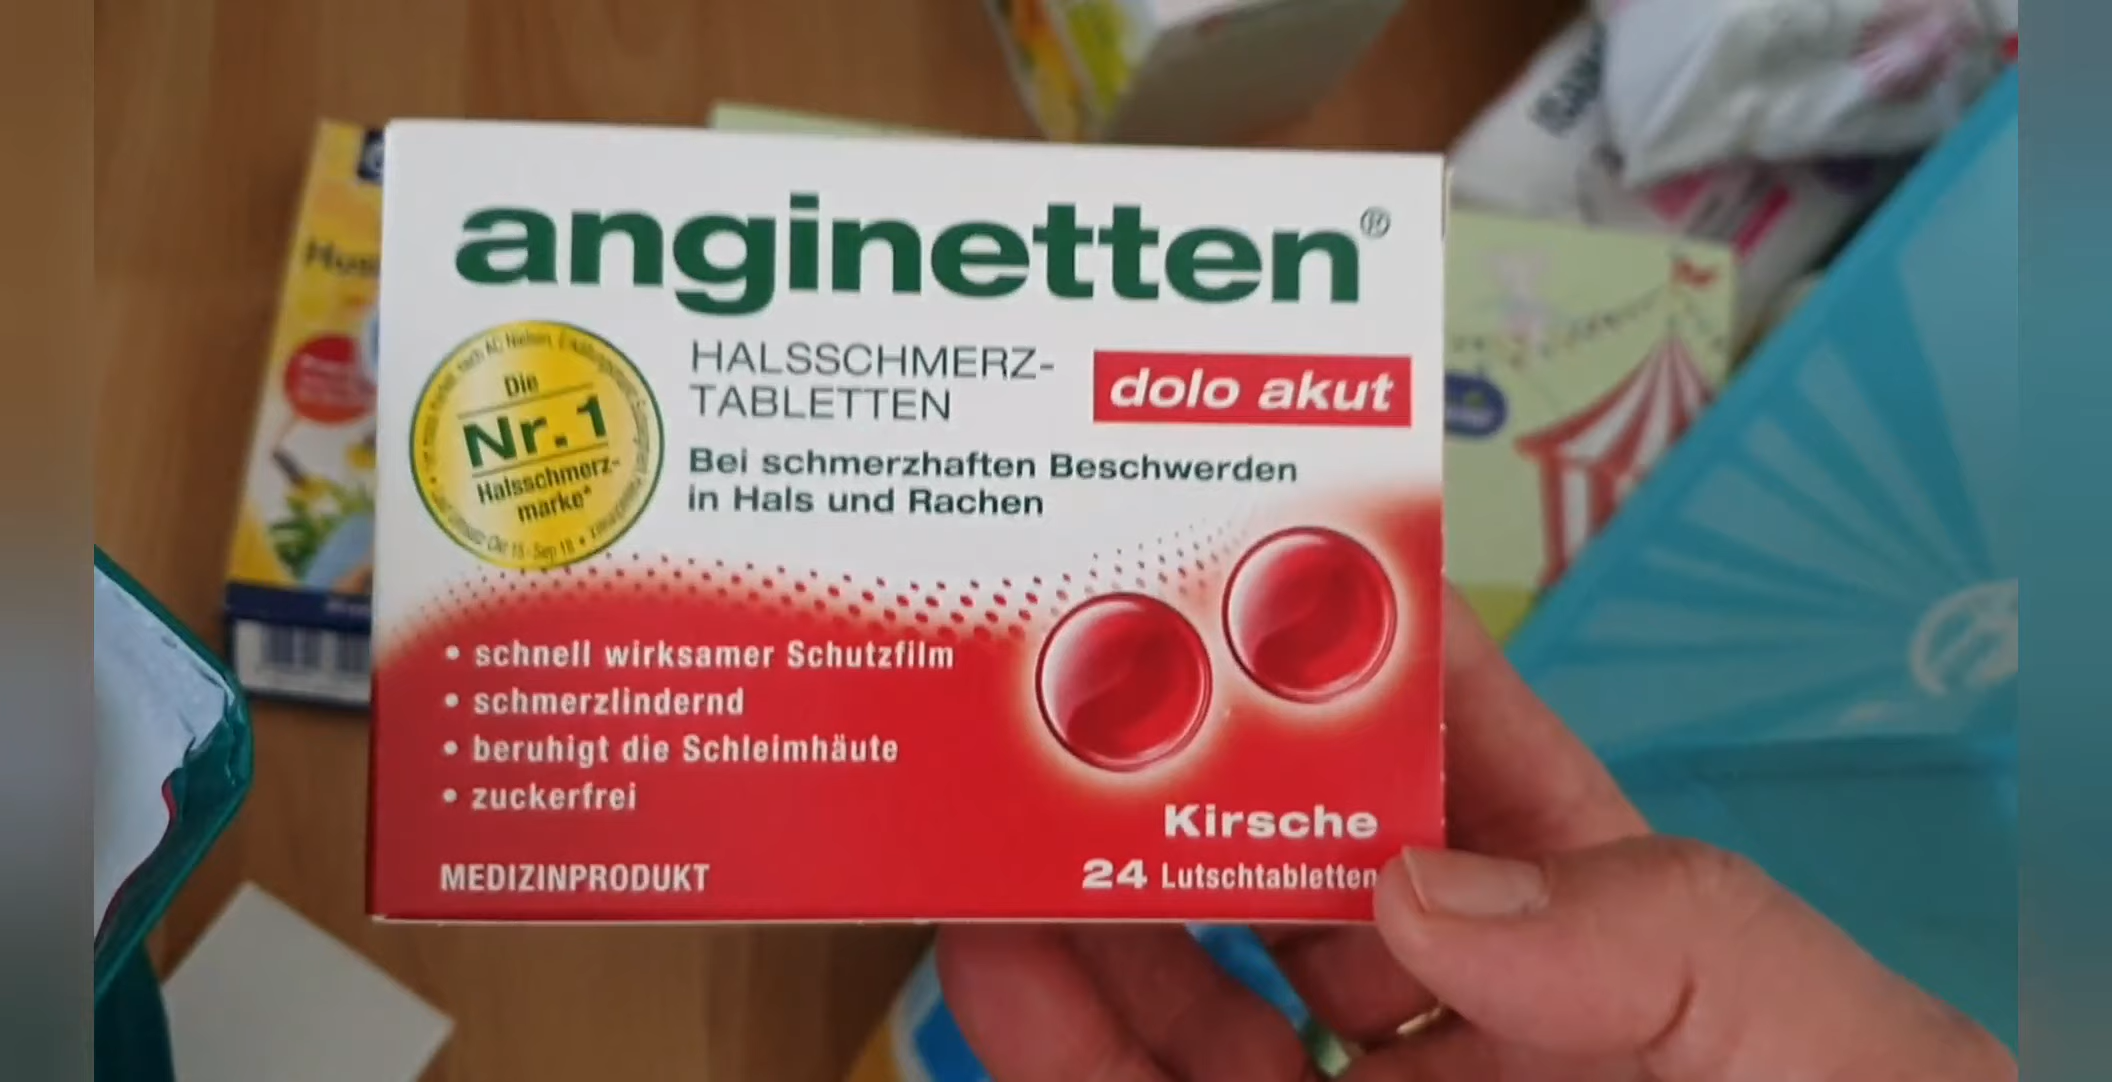 anginetten®
HALSSCHMERZ-
TABLETTEN
dolo akut
Bei schmerzhaften Beschwerden
in Hals und Rachen
Die
Nr. 1
Halsschmerz-
marke*
• schnell wirksamer Schutzfilm
• schmerzlindernd
• beruhigt die Schleimhäute
• zuckerfrei
MEDIZINPRODUKT
Kirsche
24 Lutschtabletten